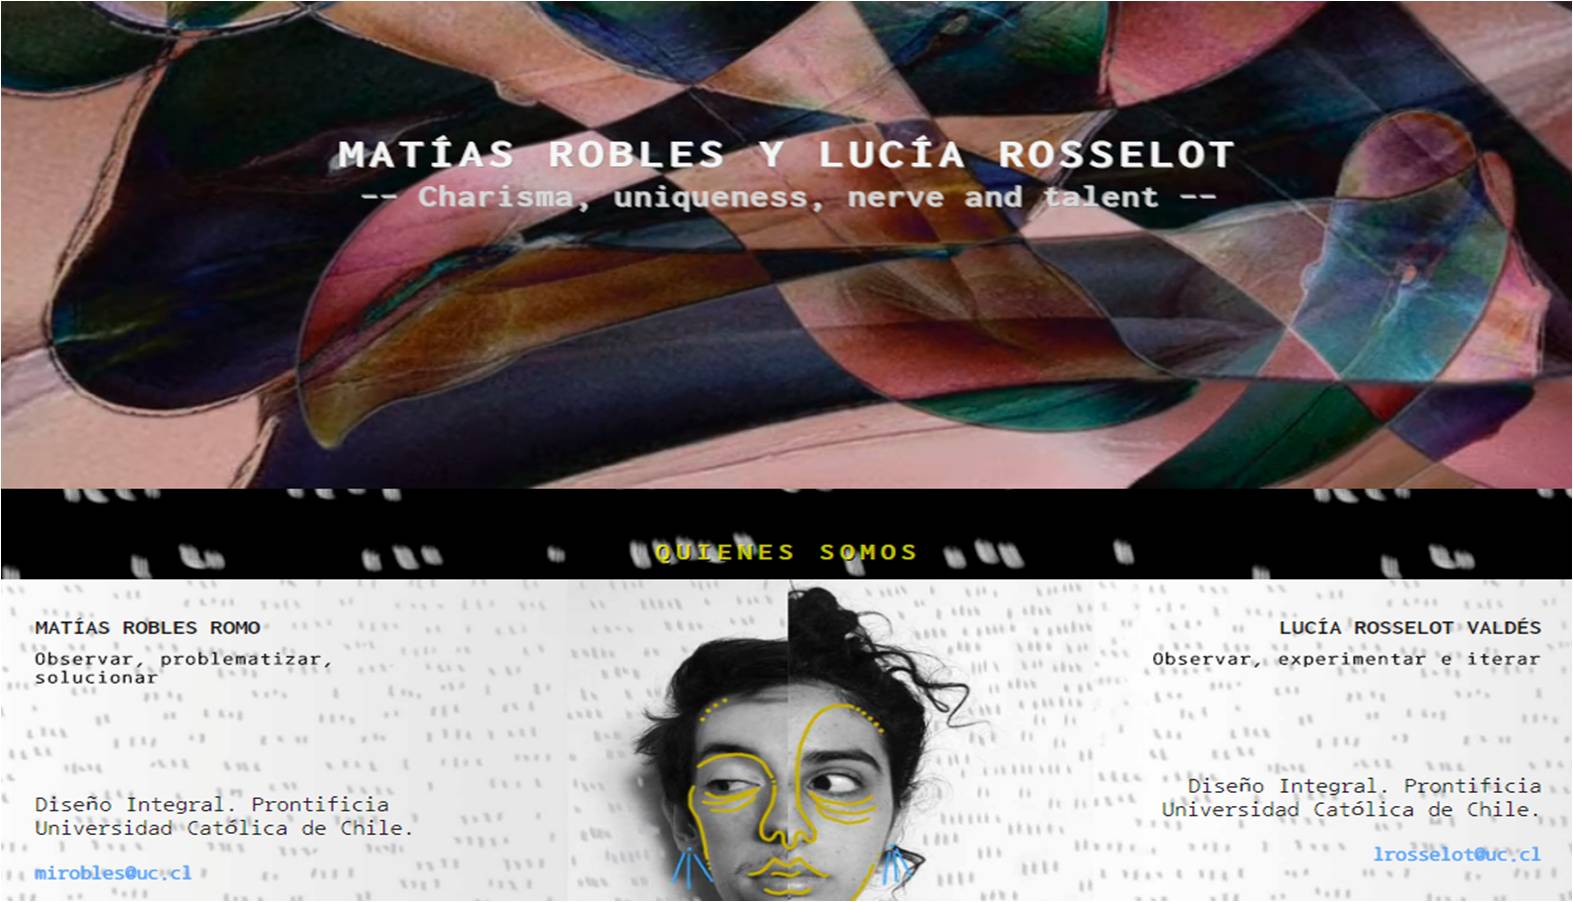 MATÍAS ROBLES Y LUCÍA ROSSELOT
-- Charisma, uniqueness, nerve and talent --
QUIENES SOMOS
MATÍAS ROBLES ROMO
Observar, problematizar,
solucionar
Diseño Integral. Prontificia
Universidad Católica de Chile.
mirobles@uc.cl
LUCÍA ROSSELOT VALDÉS
Observar, experimentar e iterar
Diseño Integral. Prontificia
Universidad Católica de Chile.
lrosselot@uc.cl